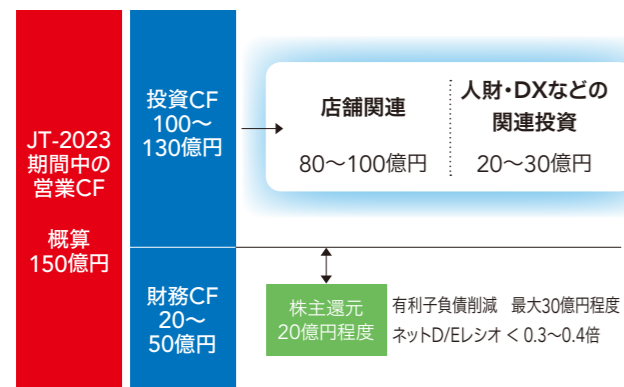 JT-2023
期間中の
営業CF
概算
150億円
投資CF
100～
130億円
店舗関連
80～100億円
人財・DXなどの
関連投資
20～30億円
財務CF
20～
50億円
株主還元
20億円程度
有利子負債削減　最大30億円程度
ネットD/Eレシオ < 0.3～0.4倍